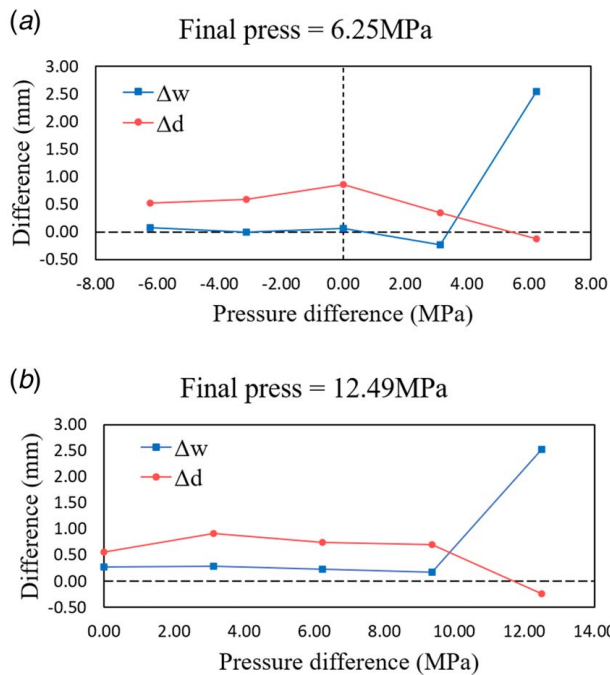 (a)
Final press = 6.25MPa
3.00
2.50
2.00
1.50
1.00
0.50
0.00
-0.50
Difference (mm)
Δw
Δd
-8.00 -6.00 -4.00 -2.00 0.00 2.00 4.00 6.00 8.00
Pressure difference (MPa)
(b)
Final press = 12.49MPa
3.00
2.50
2.00
1.50
1.00
0.50
0.00
-0.50
Difference (mm)
Δw
Δd
0.00 2.00 4.00 6.00 8.00 10.00 12.00 14.0
Pressure difference (MPa)